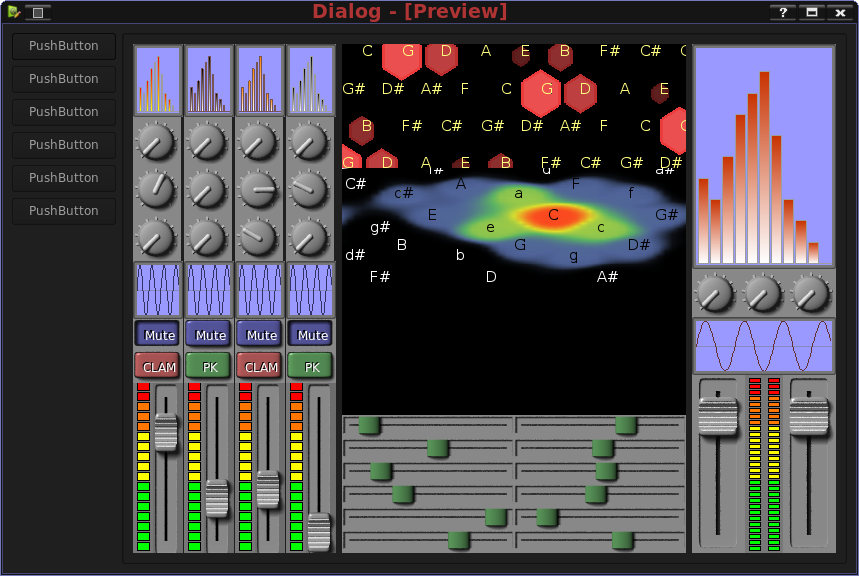 Dialog - [Preview]
?
PushButton
PushButton
PushButton
PushButton
PushButton
PushButton
C G D A E B F# C#
G# D# A# F C G D A E
B F# C# G# D# A# F C
G D A E B F# C# G# D#
C# c# A a F f
E C G#
g# e c
B G D#
d# b g
F# D A#
Mute Mute Mute Mute
CLAM PK CLAM PK